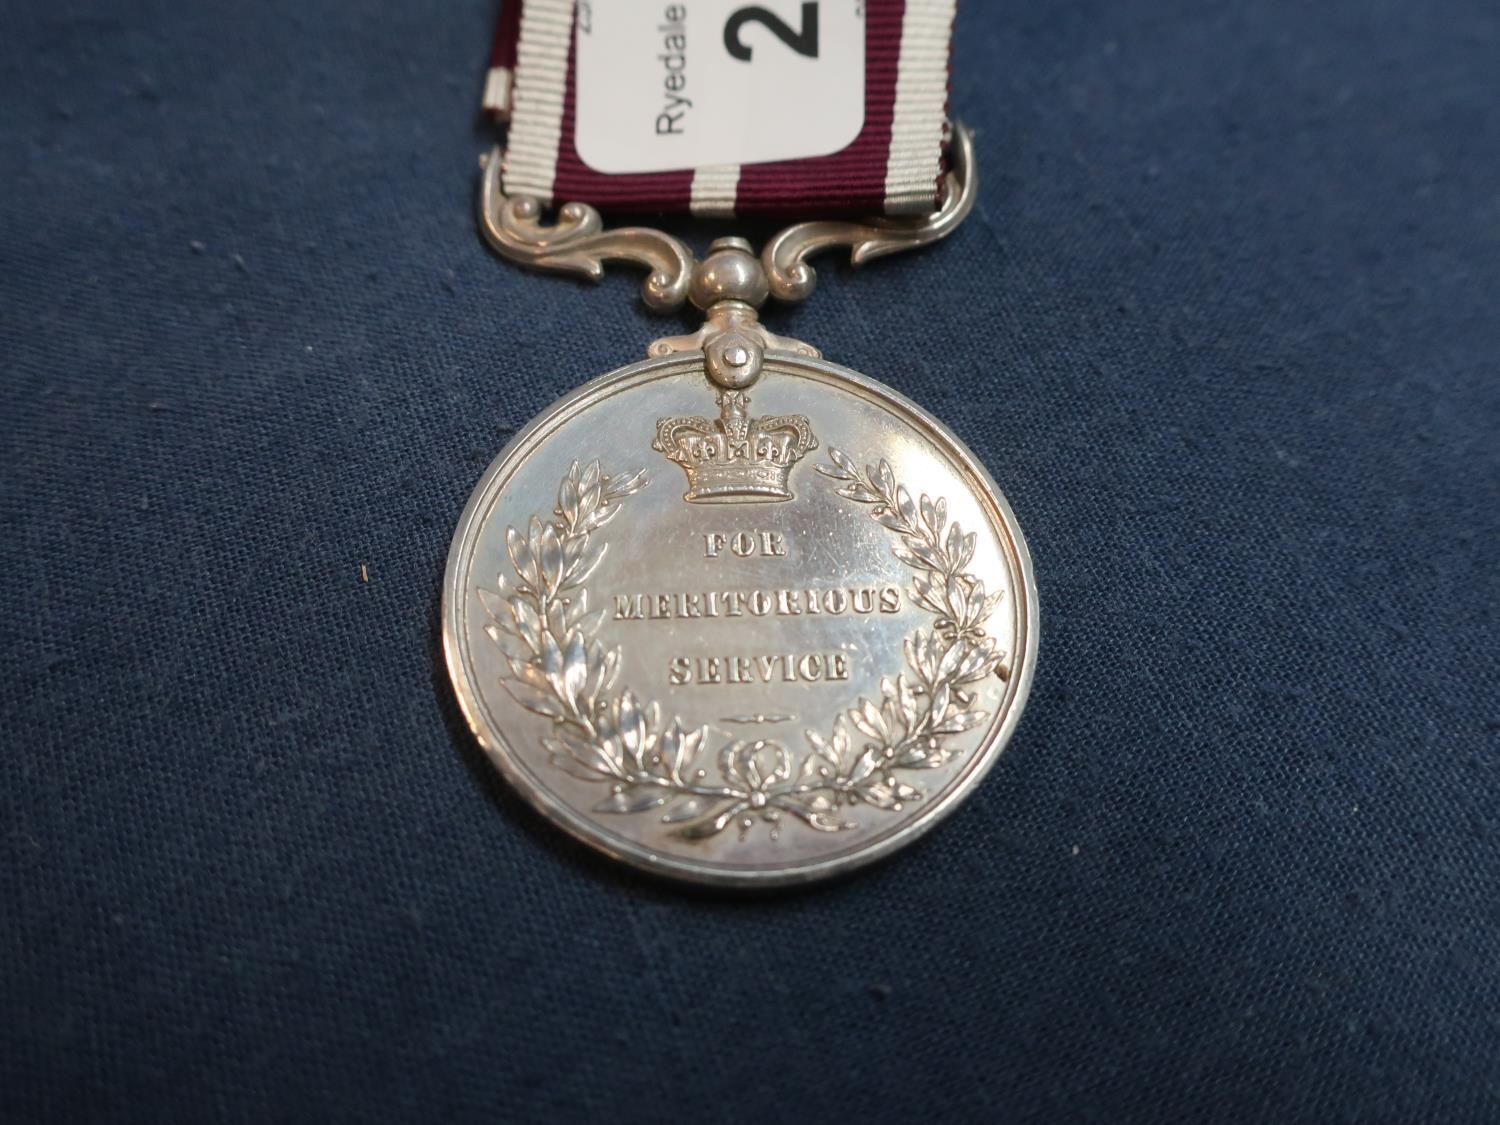 Ryedale
2
FOR
MERITORIOUS
SERVICE